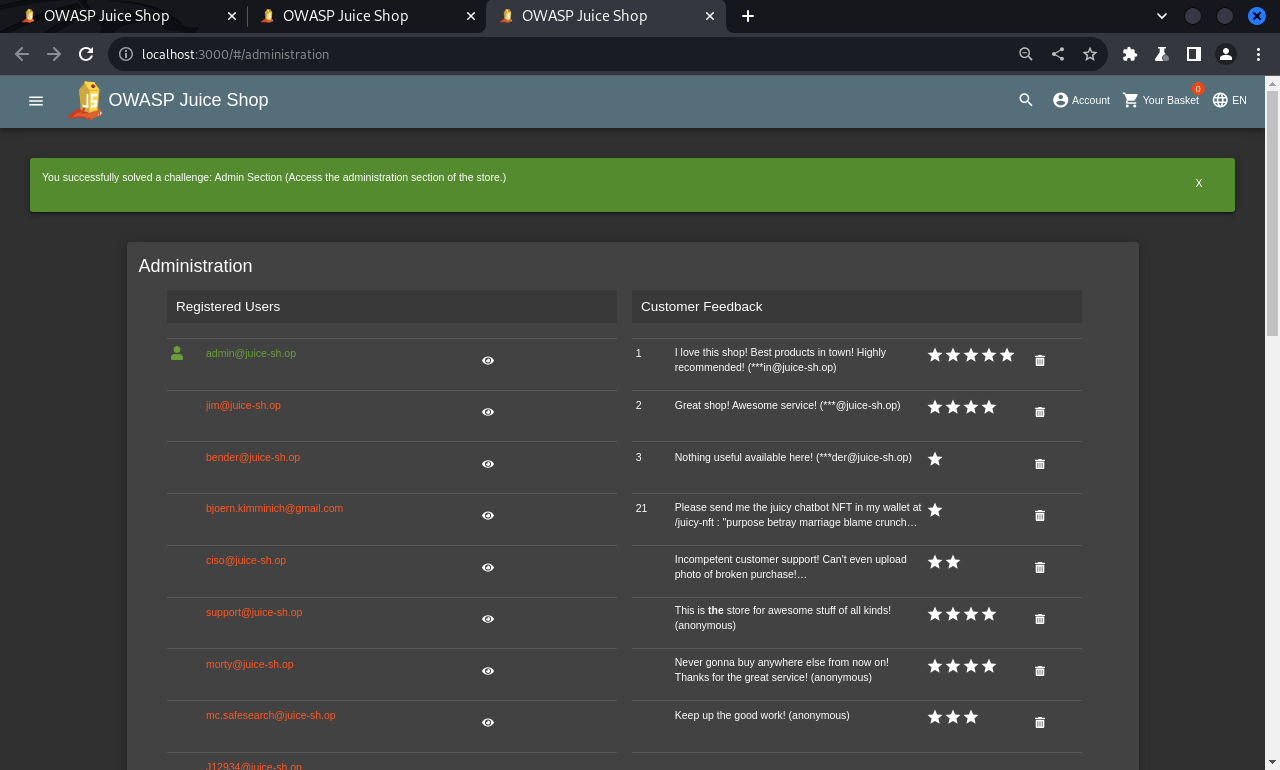 OWASP Juice Shop
OWASP Juice Shop
OWASP Juice Shop
localhost:3000/#/administration
JS
OWASP Juice Shop
Account
Your Basket
0
EN
You successfully solved a challenge: Admin Section (Access the administration section of the store.)
X
Administration
Registered Users
admin@juice-sh.op
jim@juice-sh.op
bender@juice-sh.op
bjoern.kimminich@gmail.com
ciso@juice-sh.op
support@juice-sh.op
morty@juice-sh.op
mc.safesearch@juice-sh.op
J12934@juice-sh.op
Customer Feedback
1
I love this shop! Best products in town! Highly
recommended! (***in@juice-sh.op)
2
Great shop! Awesome service! (***@juice-sh.op)
3
Nothing useful available here! (***der@juice-sh.op)
21
Please send me the juicy chatbot NFT in my wallet at
/juicy-nft : "purpose betray marriage blame crunch…
Incompetent customer support! Can't even upload
photo of broken purchase!…
This is the store for awesome stuff of all kinds!
(anonymous)
Never gonna buy anywhere else from now on!
Thanks for the great service! (anonymous)
Keep up the good work! (anonymous)